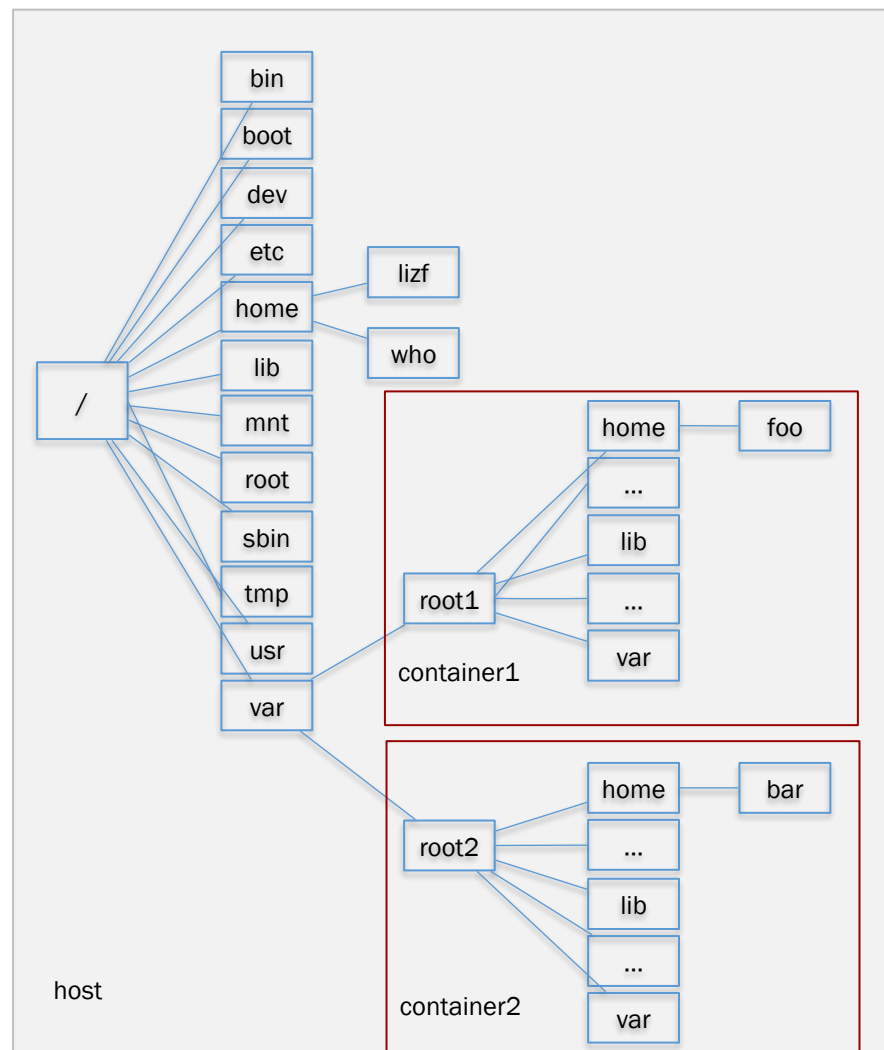 bin
boot
dev
etc
home
lib
mnt
root
sbin
tmp
usr
var
/
lizf
who
home
foo
...
lib
...
var
root1
container1
home
bar
...
lib
...
var
root2
container2
host